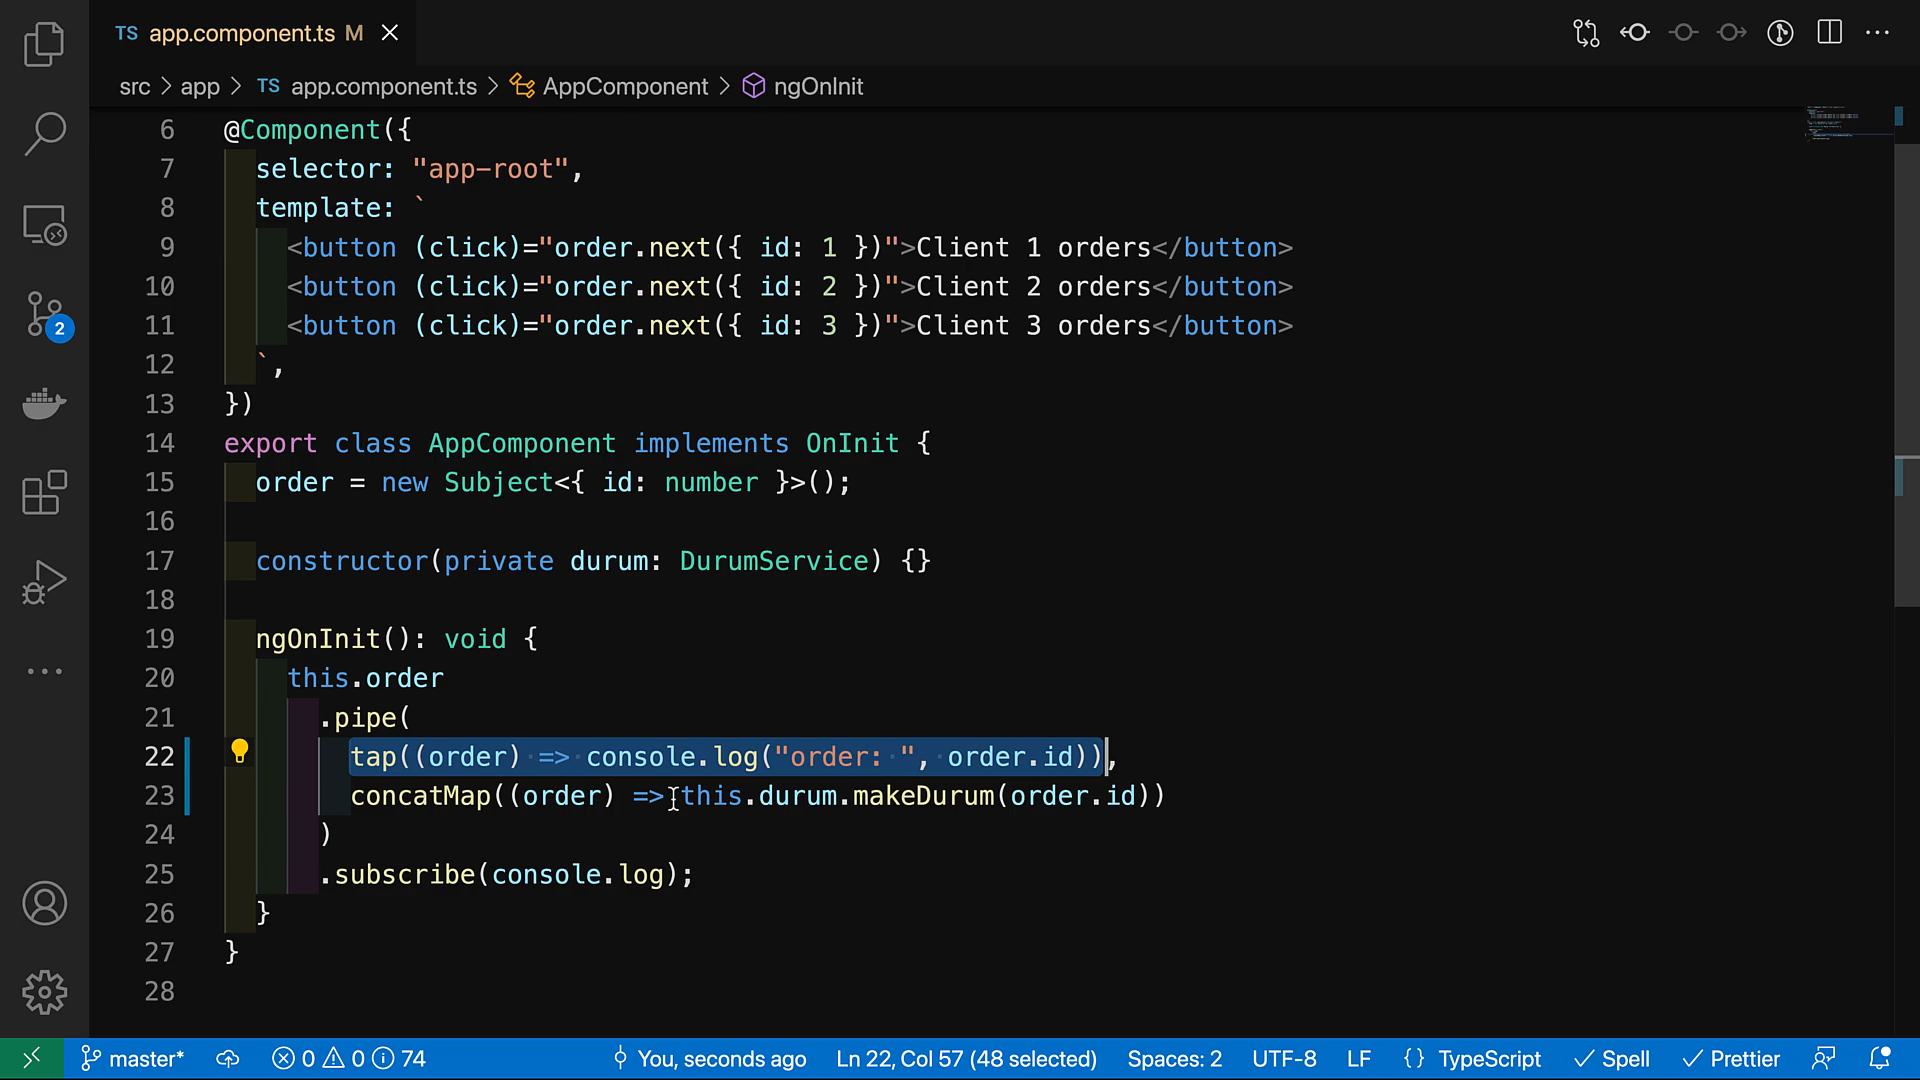 TS app.component.ts M
src > app > TS app.component.ts > AppComponent > ngOnInit
6 @Component({
7 selector: "app-root",
8 template: `
9 <button (click)="order.next({ id: 1 })">Client 1 orders</button>
10 <button (click)="order.next({ id: 2 })">Client 2 orders</button>
11 <button (click)="order.next({ id: 3 })">Client 3 orders</button>
12 `,
13 })
14 export class AppComponent implements OnInit {
15 order = new Subject<{ id: number }>();
16
17 constructor(private durum: DurumService) {}
18
19 ngOnInit(): void {
20 this.order
21 .pipe(
22 tap((order) => console.log("order: ", order.id)),
23 concatMap((order) => this.durum.makeDurum(order.id))
24 )
25 .subscribe(console.log);
26 }
27 }
28
2
master* 0 0 74 You, seconds ago Ln 22, Col 57 (48 selected) Spaces: 2 UTF-8 LF {} TypeScript Spell Prettier